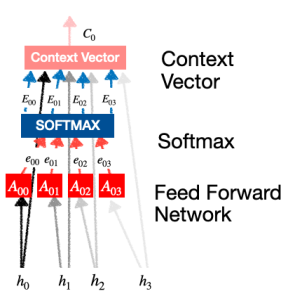 C₀
Context Vector
Context
Vector
E₀₀ E₀₁ E₀₂ E₀₃
SOFTMAX
Softmax
e₀₀ e₀₁ e₀₂ e₀₃
A₀₀ A₀₁ A₀₂ A₀₃
Feed Forward
Network
h₀ h₁ h₂ h₃